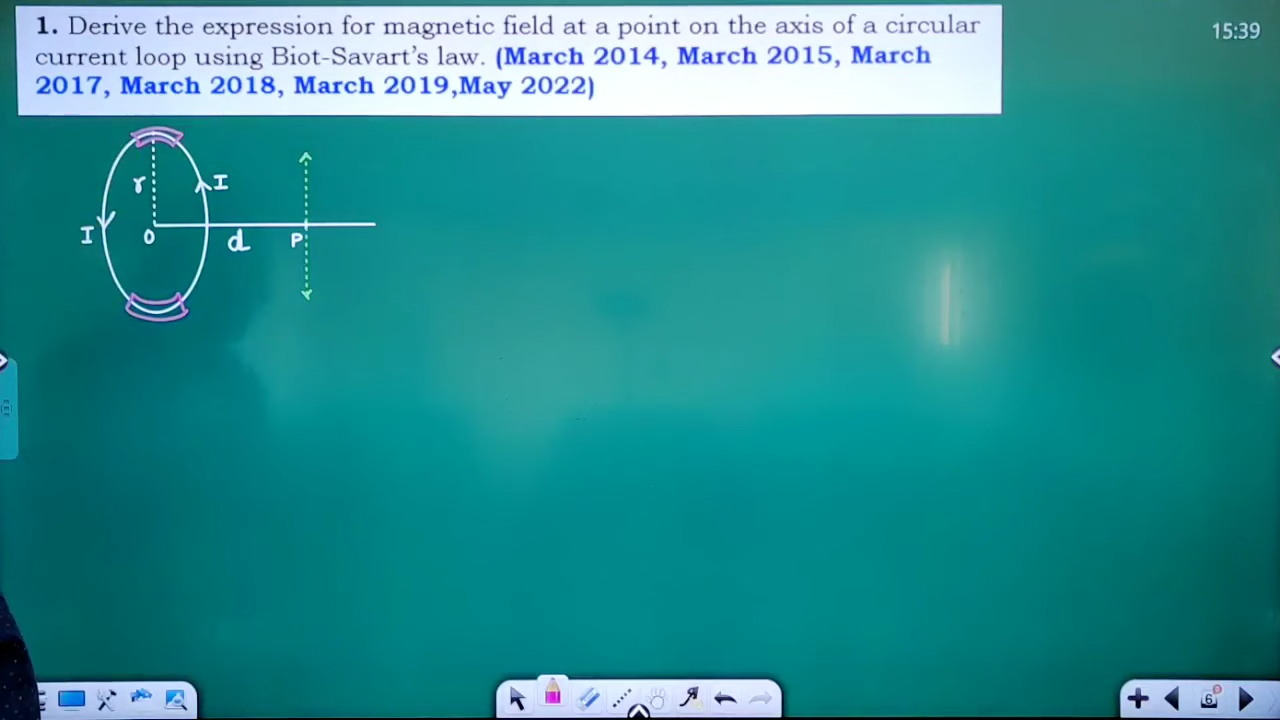 1. Derive the expression for magnetic field at a point on the axis of a circular
current loop using Biot-Savart's law. (March 2014, March 2015, March
2017, March 2018, March 2019,May 2022)
15:39
r
I
I
O
d
P
6